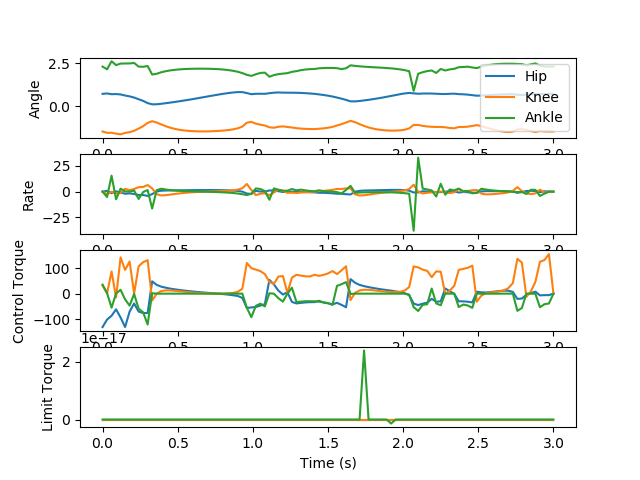 Angle
2.5
0.0
Hip
Knee
Ankle
0.0 0.5 1.0 1.5 2.0 2.5 3.0
Rate
25
0
−25
0.0 0.5 1.0 1.5 2.0 2.5 3.0
Control Torque
100
0
−100
0.0 0.5 1.0 1.5 2.0 2.5 3.0
1e−17
Limit Torque
2
0
0.0 0.5 1.0 1.5 2.0 2.5 3.0
Time (s)